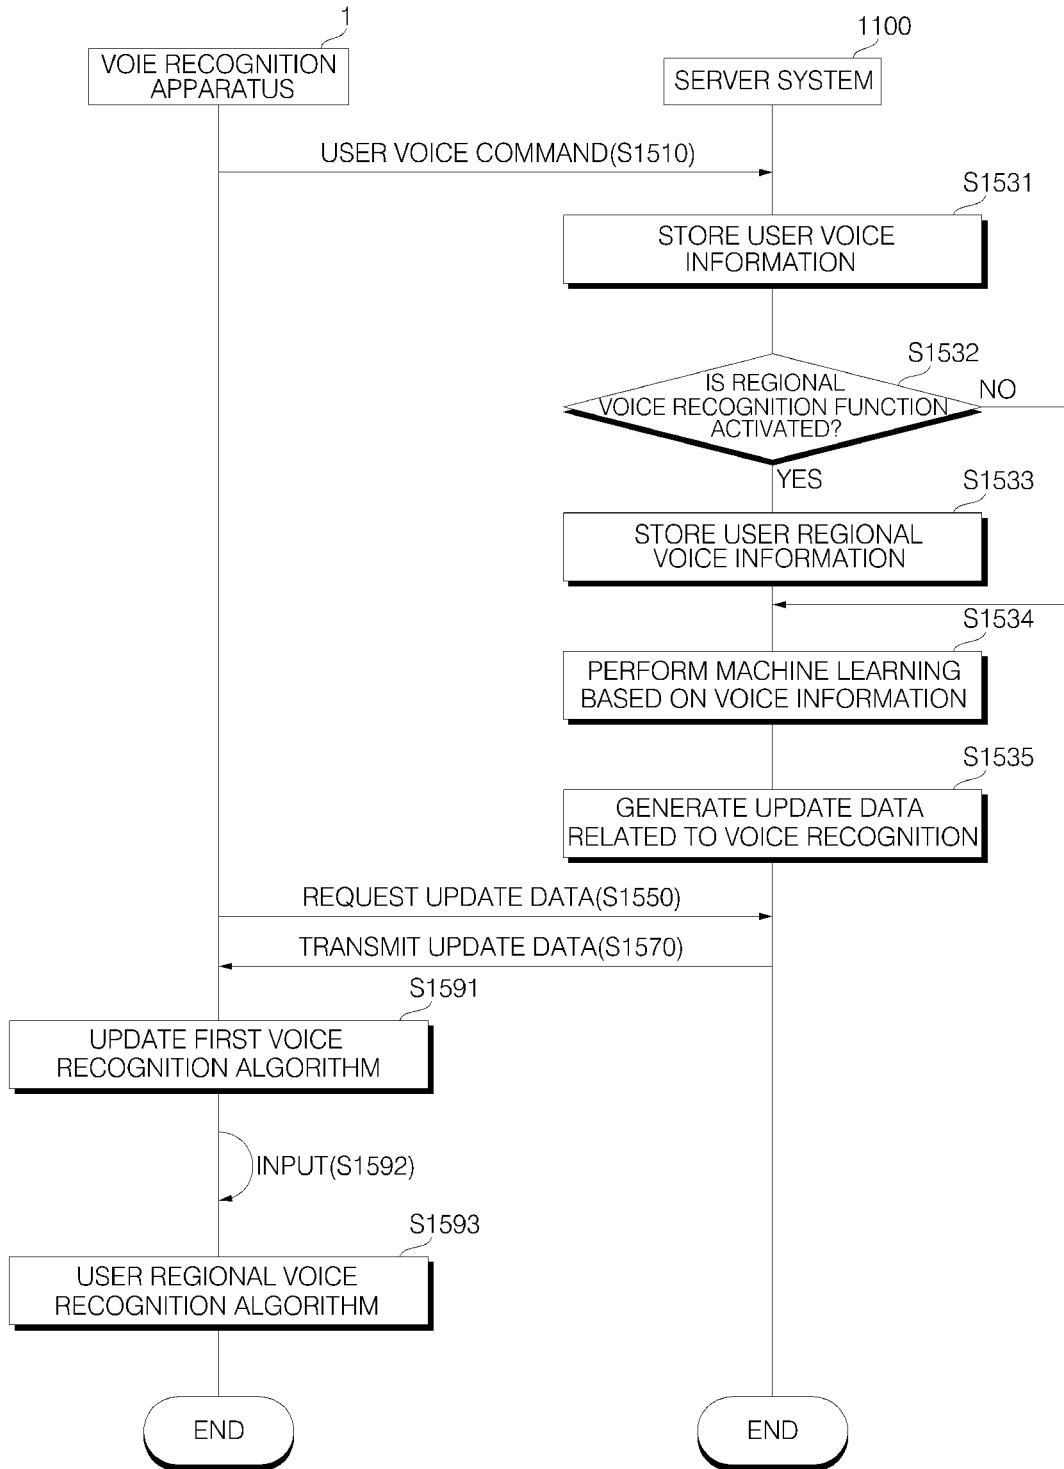 1
VOIE RECOGNITION
APPARATUS
1100
SERVER SYSTEM
USER VOICE COMMAND(S1510)
S1531
STORE USER VOICE
INFORMATION
S1532
IS REGIONAL
VOICE RECOGNITION FUNCTION
ACTIVATED?
NO
YES
S1533
STORE USER REGIONAL
VOICE INFORMATION
S1534
PERFORM MACHINE LEARNING
BASED ON VOICE INFORMATION
S1535
GENERATE UPDATE DATA
RELATED TO VOICE RECOGNITION
REQUEST UPDATE DATA(S1550)
TRANSMIT UPDATE DATA(S1570)
S1591
UPDATE FIRST VOICE
RECOGNITION ALGORITHM
INPUT(S1592)
S1593
USER REGIONAL VOICE
RECOGNITION ALGORITHM
END
END